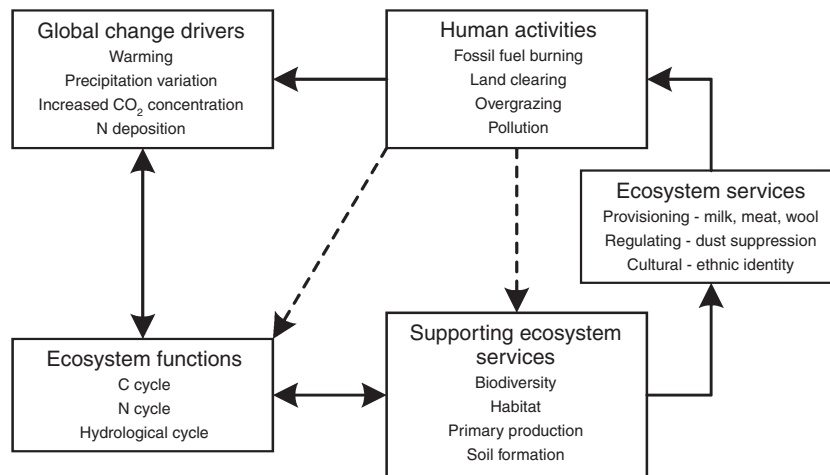 Global change drivers
Warming
Precipitation variation
Increased CO₂ concentration
N deposition
Human activities
Fossil fuel burning
Land clearing
Overgrazing
Pollution
Ecosystem services
Provisioning - milk, meat, wool
Regulating - dust suppression
Cultural - ethnic identity
Ecosystem functions
C cycle
N cycle
Hydrological cycle
Supporting ecosystem
services
Biodiversity
Habitat
Primary production
Soil formation